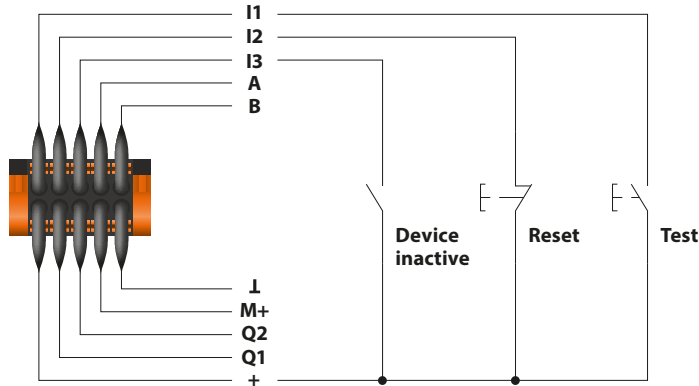 I1
I2
I3
A
B
Device
inactive
Reset
Test
⊥
M+
Q2
Q1
+